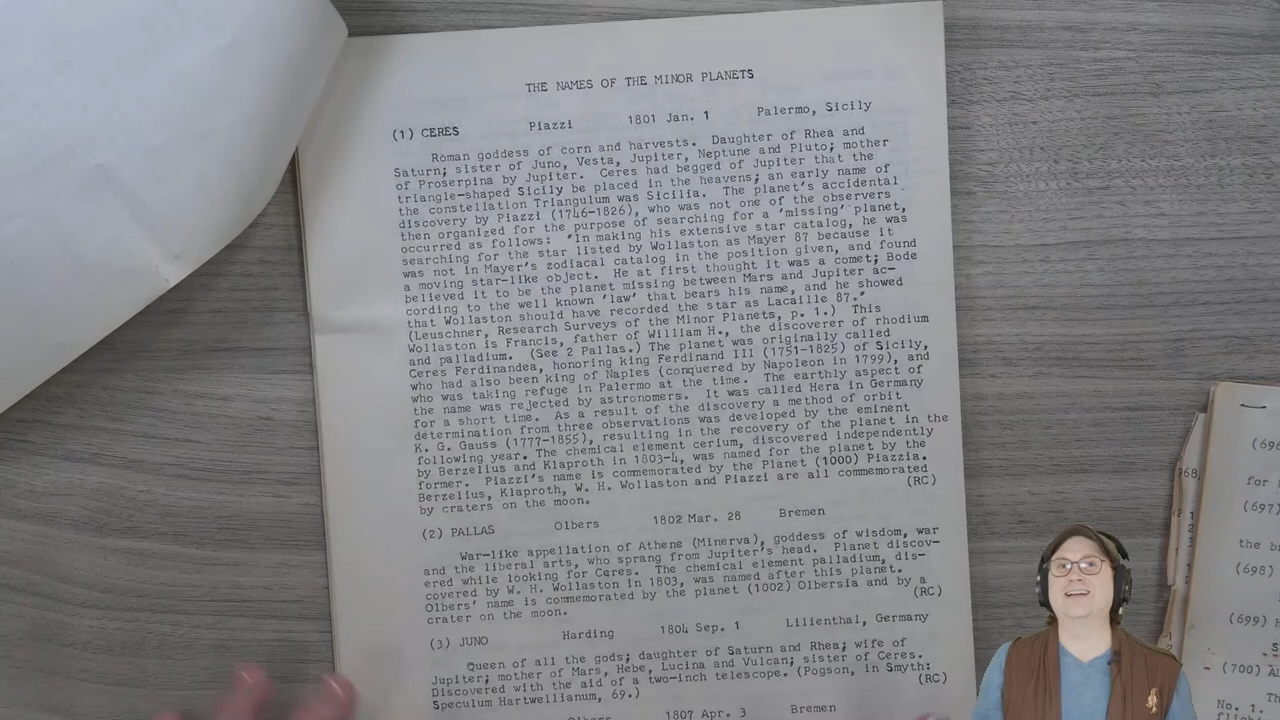 THE NAMES OF THE MINOR PLANETS
(1) CERES Piazzi 1801 Jan. 1 Palermo, Sicily
Roman goddess of corn and harvests. Daughter of Rhea and
Saturn; sister of Juno, Vesta, Jupiter, Neptune and Pluto; mother
of Proserpina by Jupiter. Ceres had begged of Jupiter that the
triangle-shaped Sicily be placed in the heavens; an early name of
the constellation Triangulum was Sicilia. The planet's accidental
discovery by Piazzi (1746-1826), who was not one of the observers
then organized for the purpose of searching for a 'missing' planet,
occurred as follows: "In making his extensive star catalog, he was
searching for the star listed by Wollaston as Mayer 87 because it
was not in Mayer's zodiacal catalog in the position given, and found
a moving star-like object. He at first thought it was a comet; Bode
believed it to be the planet missing between Mars and Jupiter ac-
cording to the well known 'law' that bears his name, and he showed
that Wollaston should have recorded the star as Lacaille 87."
(Leuschner, Research Surveys of the Minor Planets, p. 1.) This
Wollaston is Francis, father of William H., the discoverer of rhodium
and palladium. (See 2 Pallas.) The planet was originally called
Ceres Ferdinandea, honoring king Ferdinand III (1751-1825) of Sicily,
who had also been king of Naples (conquered by Napoleon in 1799), and
who was taking refuge in Palermo at the time. The earthly aspect of
the name was rejected by astronomers. It was called Hera in Germany
for a short time. As a result of the discovery a method of orbit
determination from three observations was developed by the eminent
K. G. Gauss (1777-1855), resulting in the recovery of the planet in the
following year. The chemical element cerium, discovered independently
by Berzelius and Klaproth in 1803-4, was named for the planet by the
former. Piazzi's name is commemorated by the Planet (1000) Piazzia.
Berzelius, Klaproth, W. H. Wollaston and Piazzi are all commemorated
by craters on the moon. (RC)
(2) PALLAS Olbers 1802 Mar. 28 Bremen
War-like appellation of Athene (Minerva), goddess of wisdom, war
and the liberal arts, who sprang from Jupiter's head. Planet discov-
ered while looking for Ceres. The chemical element palladium, dis-
covered by W. H. Wollaston in 1803, was named after this planet.
Olbers' name is commemorated by the planet (1002) Olbersia and by a
crater on the moon. (RC)
(3) JUNO Harding 1804 Sep. 1 Lilienthal, Germany
Queen of all the gods; daughter of Saturn and Rhea; wife of
Jupiter; mother of Mars, Hebe, Lucina and Vulcan; sister of Ceres.
Discovered with the aid of a two-inch telescope. (Pogson, in Smyth:
Speculum Hartwellianum, 69.) (RC)
Olbers 1807 Apr. 3 Bremen
(696
968,
for
(697)
the
(698)
(699)
(700)
No. 1.